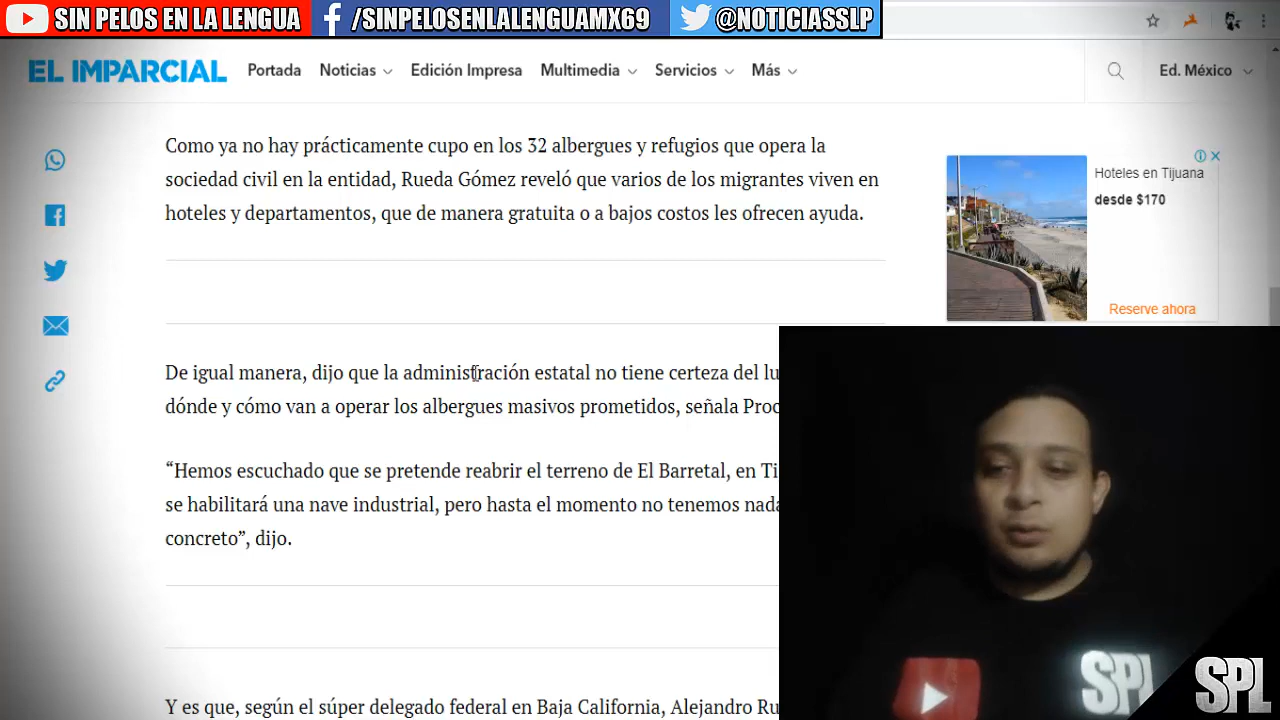 SIN PELOS EN LA LENGUA
/SINPELOSENLALENGUAMX69
@NOTICIASSLP
EL IMPARCIAL
Portada
Noticias
Edición Impresa
Multimedia
Servicios
Más
Ed. México
Como ya no hay prácticamente cupo en los 32 albergues y refugios que opera la
sociedad civil en la entidad, Rueda Gómez reveló que varios de los migrantes viven en
hoteles y departamentos, que de manera gratuita o a bajos costos les ofrecen ayuda.
Hoteles en Tijuana
desde $170
Reserve ahora
De igual manera, dijo que la administración estatal no tiene certeza del lu
dónde y cómo van a operar los albergues masivos prometidos, señala Proc
“Hemos escuchado que se pretende reabrir el terreno de El Barretal, en Ti
se habilitará una nave industrial, pero hasta el momento no tenemos nada
concreto”, dijo.
Y es que, según el súper delegado federal en Baja California, Alejandro Ru
SPL
SPL